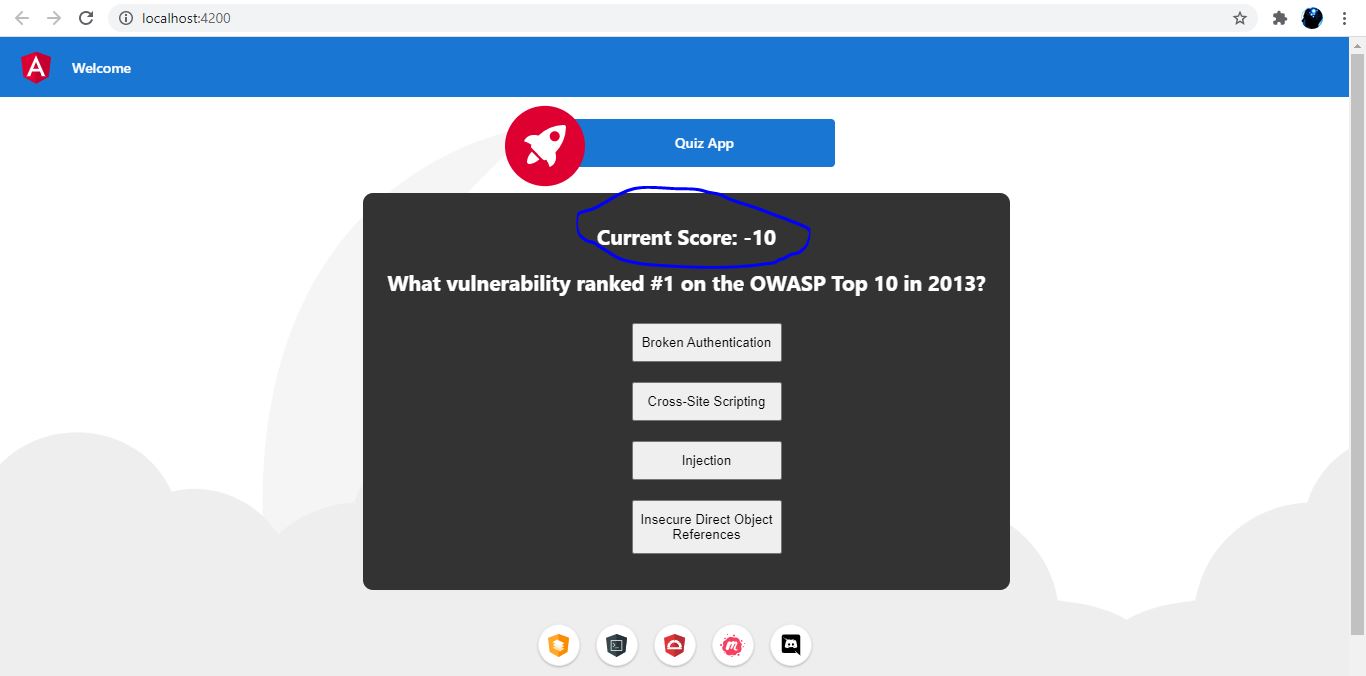 localhost:4200
Welcome
Quiz App
Current Score: -10
What vulnerability ranked #1 on the OWASP Top 10 in 2013?
Broken Authentication
Cross-Site Scripting
Injection
Insecure Direct Object
References